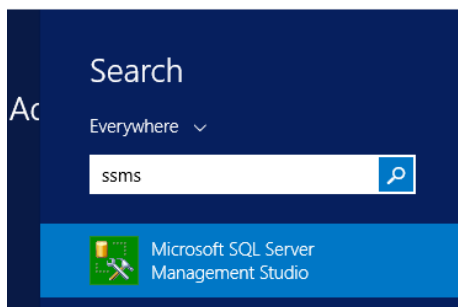 Search
Ac
Everywhere
ssms
Microsoft SQL Server
Management Studio